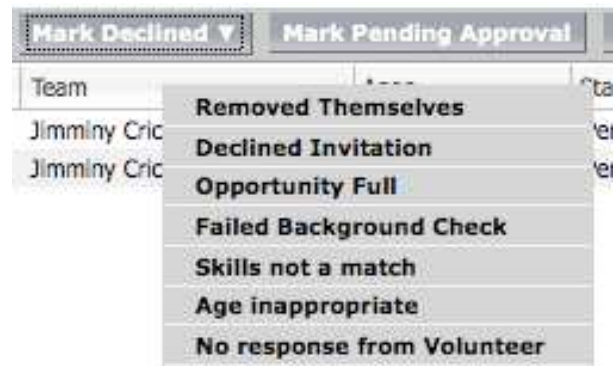 Mark Declined ▼ Mark Pending Approval
Team
Removed Themselves
Jimminy Cric
Declined Invitation
Jimminy Cric
Opportunity Full
Failed Background Check
Skills not a match
Age inappropriate
No response from Volunteer